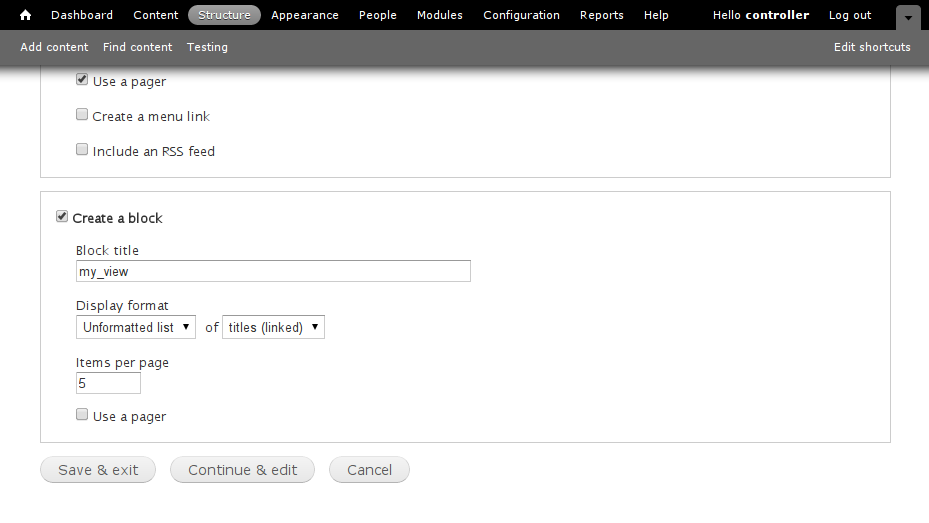 Dashboard Content Structure Appearance People Modules Configuration Reports Help Hello controller Log out
Add content Find content Testing Edit shortcuts
Use a pager
Create a menu link
Include an RSS feed
Create a block
Block title
my_view
Display format
Unformatted list of titles (linked)
Items per page
5
Use a pager
Save & exit Continue & edit Cancel